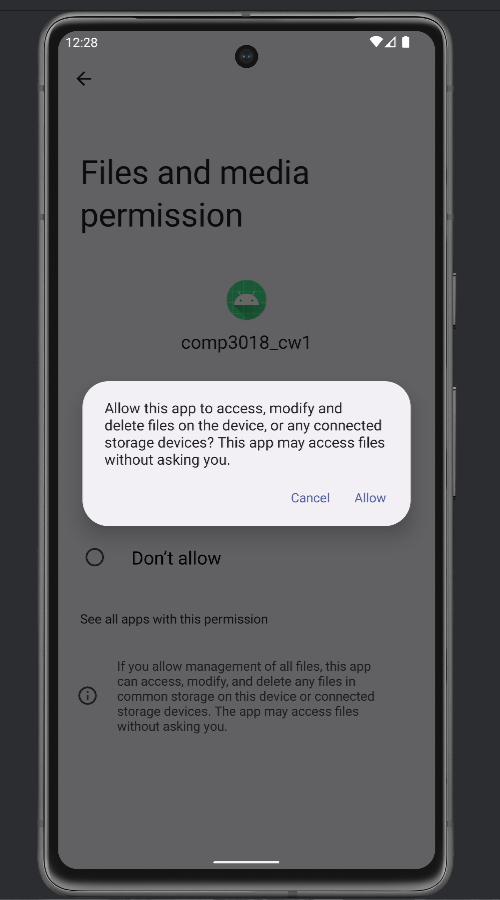 12:28
Files and media
permission
comp3018_cw1
Allow this app to access, modify and
delete files on the device, or any connected
storage devices? This app may access files
without asking you.
Cancel Allow
Don't allow
See all apps with this permission
If you allow management of all files, this app
can access, modify, and delete any files in
common storage on this device or connected
storage devices. The app may access files
without asking you.